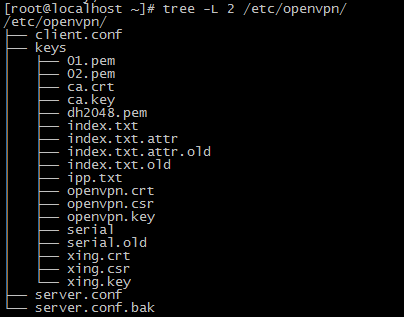 [root@localhost ~]# tree -L 2 /etc/openvpn/
/etc/openvpn/
├── client.conf
├── keys
│   ├── 01.pem
│   ├── 02.pem
│   ├── ca.crt
│   ├── ca.key
│   ├── dh2048.pem
│   ├── index.txt
│   ├── index.txt.attr
│   ├── index.txt.attr.old
│   ├── index.txt.old
│   ├── ipp.txt
│   ├── openvpn.crt
│   ├── openvpn.csr
│   ├── openvpn.key
│   ├── serial
│   ├── serial.old
│   ├── xing.crt
│   ├── xing.csr
│   └── xing.key
├── server.conf
└── server.conf.bak